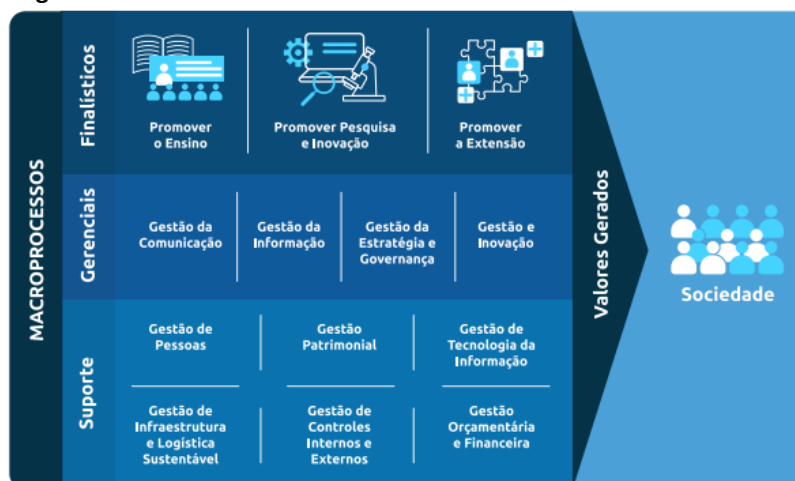 MACROPROCESSOS
Finalísticos
Promover
o Ensino
Promover Pesquisa
e Inovação
Promover
a Extensão
Gerenciais
Gestão da
Comunicação
Gestão da
Informação
Gestão da
Estratégia e
Governança
Gestão e
Inovação
Suporte
Gestão de
Pessoas
Gestão
Patrimonial
Gestão de
Tecnologia da
Informação
Gestão de
Infraestrutura
e Logística
Sustentável
Gestão de
Controles
Internos e
Externos
Gestão
Orçamentária
e Financeira
Valores Gerados
Sociedade